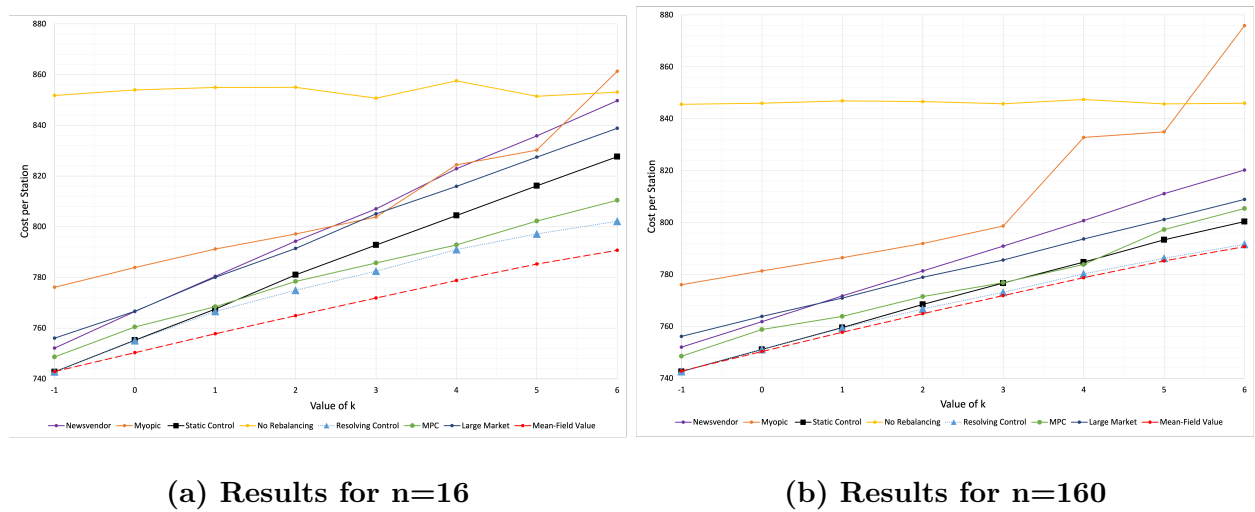 880
860
840
820
800
780
760
740
Cost per Station
-1 0 1 2 3 4 5 6
Value of k
Newsvendor Myopic Static Control No Rebalancing Resolving Control MPC Large Market Mean-Field Value
(a) Results for n=16
880
860
840
820
800
780
760
740
Cost per Station
-1 0 1 2 3 4 5 6
Value of k
Newsvendor Myopic Static Control No Rebalancing Resolving Control MPC Large Market Mean-Field Value
(b) Results for n=160